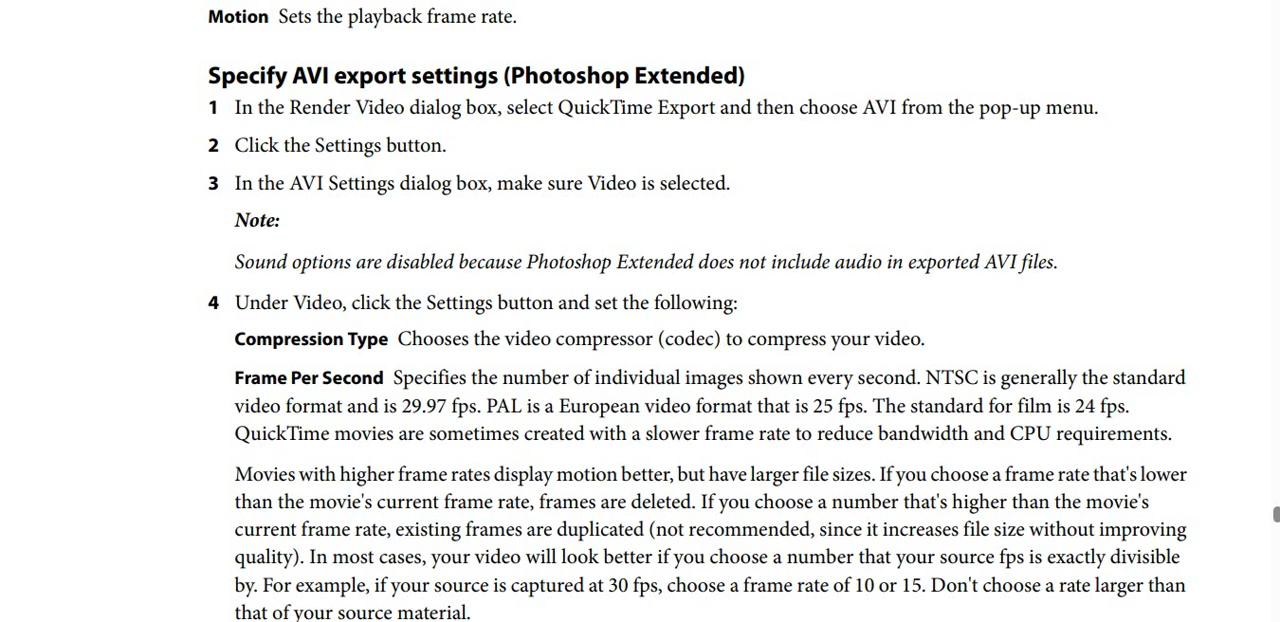 Motion Sets the playback frame rate.
Specify AVI export settings (Photoshop Extended)
1 In the Render Video dialog box, select QuickTime Export and then choose AVI from the pop-up menu.
2 Click the Settings button.
3 In the AVI Settings dialog box, make sure Video is selected.
Note:
Sound options are disabled because Photoshop Extended does not include audio in exported AVI files.
4 Under Video, click the Settings button and set the following:
Compression Type Chooses the video compressor (codec) to compress your video.
Frame Per Second Specifies the number of individual images shown every second. NTSC is generally the standard
video format and is 29.97 fps. PAL is a European video format that is 25 fps. The standard for film is 24 fps.
QuickTime movies are sometimes created with a slower frame rate to reduce bandwidth and CPU requirements.
Movies with higher frame rates display motion better, but have larger file sizes. If you choose a frame rate that's lower
than the movie's current frame rate, frames are deleted. If you choose a number that's higher than the movie's
current frame rate, existing frames are duplicated (not recommended, since it increases file size without improving
quality). In most cases, your video will look better if you choose a number that your source fps is exactly divisible
by. For example, if your source is captured at 30 fps, choose a frame rate of 10 or 15. Don't choose a rate larger than
that of your source material.